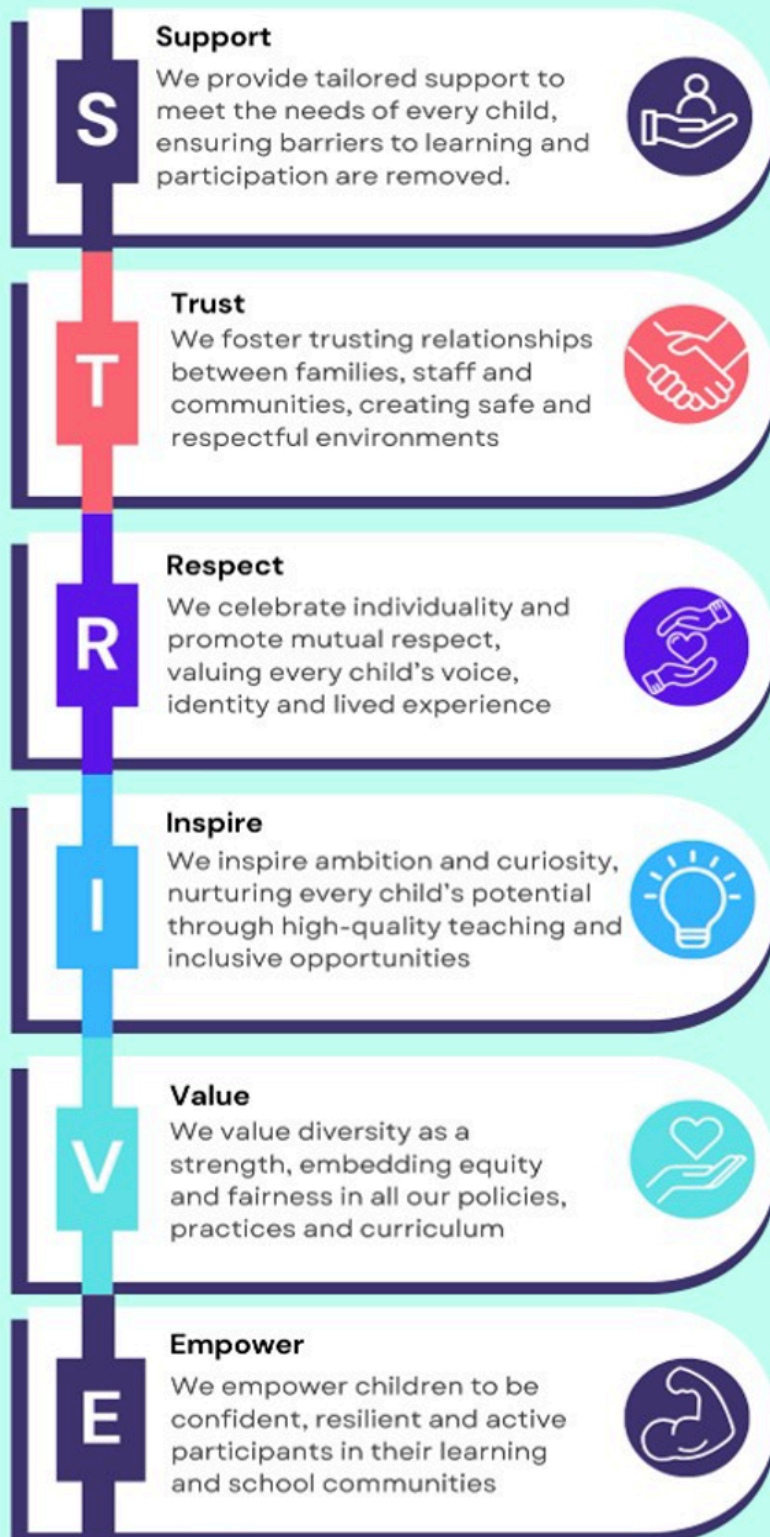 S
Support
We provide tailored support to
meet the needs of every child,
ensuring barriers to learning and
participation are removed.
T
Trust
We foster trusting relationships
between families, staff and
communities, creating safe and
respectful environments
R
Respect
We celebrate individuality and
promote mutual respect,
valuing every child's voice,
identity and lived experience
I
Inspire
We inspire ambition and curiosity,
nurturing every child's potential
through high-quality teaching and
inclusive opportunities
V
Value
We value diversity as a
strength, embedding equity
and fairness in all our policies,
practices and curriculum
E
Empower
We empower children to be
confident, resilient and active
participants in their learning
and school communities